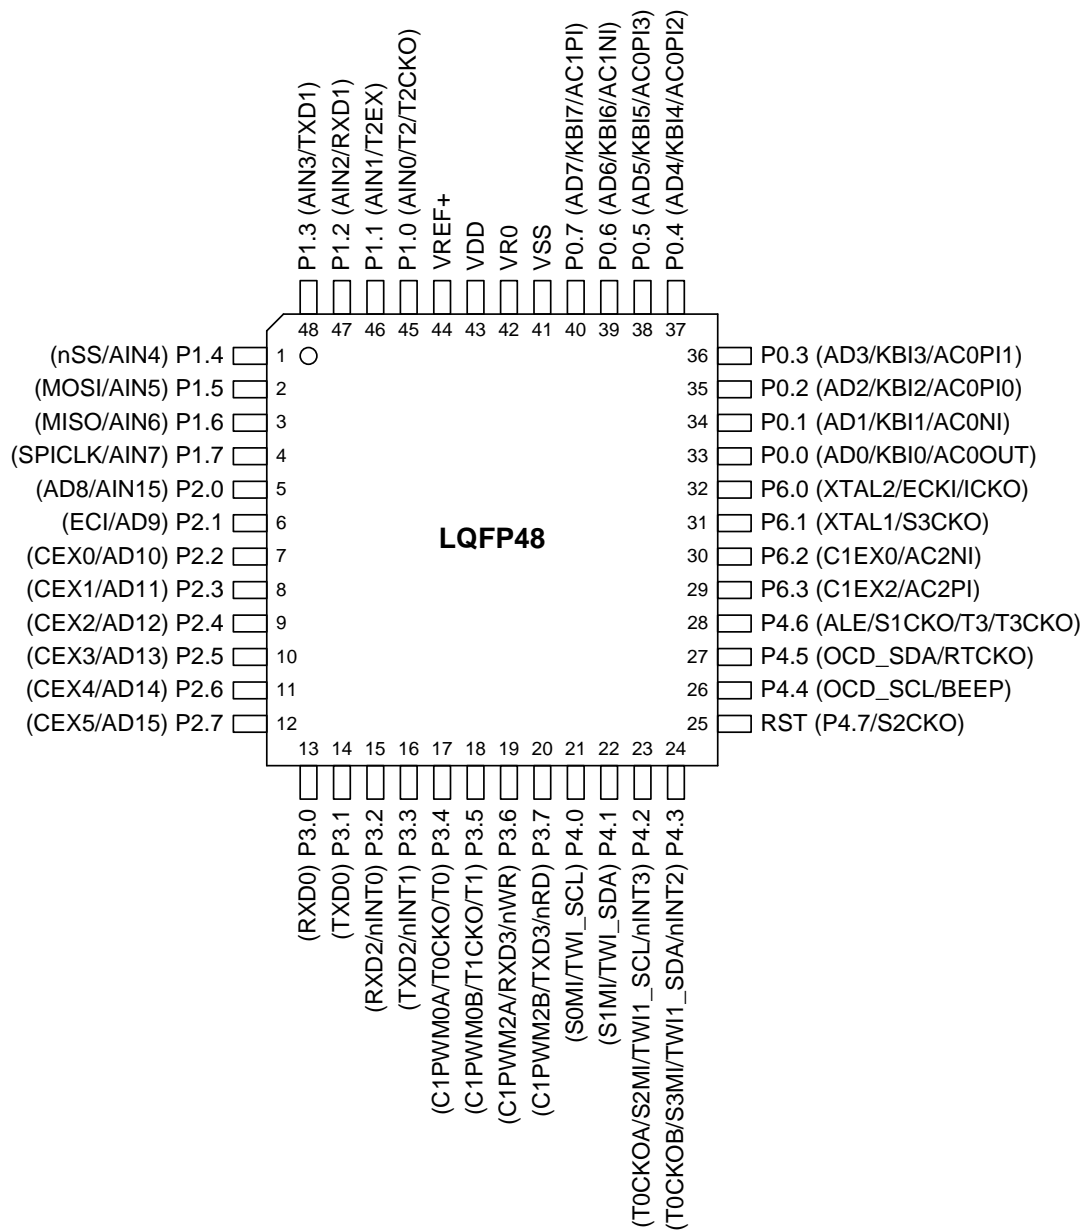 P1.3 (AIN3/TXD1)
P1.2 (AIN2/RXD1)
P1.1 (AIN1/T2EX)
P1.0 (AIN0/T2/T2CKO)
VREF+
VDD
VR0
VSS
P0.7 (AD7/KBI7/AC1PI)
P0.6 (AD6/KBI6/AC1NI)
P0.5 (AD5/KBI5/AC0PI3)
P0.4 (AD4/KBI4/AC0PI2)
48 47 46 45 44 43 42 41 40 39 38 37
(nSS/AIN4) P1.4 1
(MOSI/AIN5) P1.5 2
(MISO/AIN6) P1.6 3
(SPICLK/AIN7) P1.7 4
(AD8/AIN15) P2.0 5
(ECI/AD9) P2.1 6
(CEX0/AD10) P2.2 7
(CEX1/AD11) P2.3 8
(CEX2/AD12) P2.4 9
(CEX3/AD13) P2.5 10
(CEX4/AD14) P2.6 11
(CEX5/AD15) P2.7 12
LQFP48
36 P0.3 (AD3/KBI3/AC0PI1)
35 P0.2 (AD2/KBI2/AC0PI0)
34 P0.1 (AD1/KBI1/AC0NI)
33 P0.0 (AD0/KBI0/AC0OUT)
32 P6.0 (XTAL2/ECKI/ICKO)
31 P6.1 (XTAL1/S3CKO)
30 P6.2 (C1EX0/AC2NI)
29 P6.3 (C1EX2/AC2PI)
28 P4.6 (ALE/S1CKO/T3/T3CKO)
27 P4.5 (OCD_SDA/RTCKO)
26 P4.4 (OCD_SCL/BEEP)
25 RST (P4.7/S2CKO)
13 14 15 16 17 18 19 20 21 22 23 24
(RXD0) P3.0
(TXD0) P3.1
(RXD2/nINT0) P3.2
(TXD2/nINT1) P3.3
(C1PWM0A/T0CKO/T0) P3.4
(C1PWM0B/T1CKO/T1) P3.5
(C1PWM2A/RXD3/nWR) P3.6
(C1PWM2B/TXD3/nRD) P3.7
(S0MI/TWI_SCL) P4.0
(S1MI/TWI_SDA) P4.1
(T0CKOA/S2MI/TWI1_SCL/nINT3) P4.2
(T0CKOB/S3MI/TWI1_SDA/nINT2) P4.3